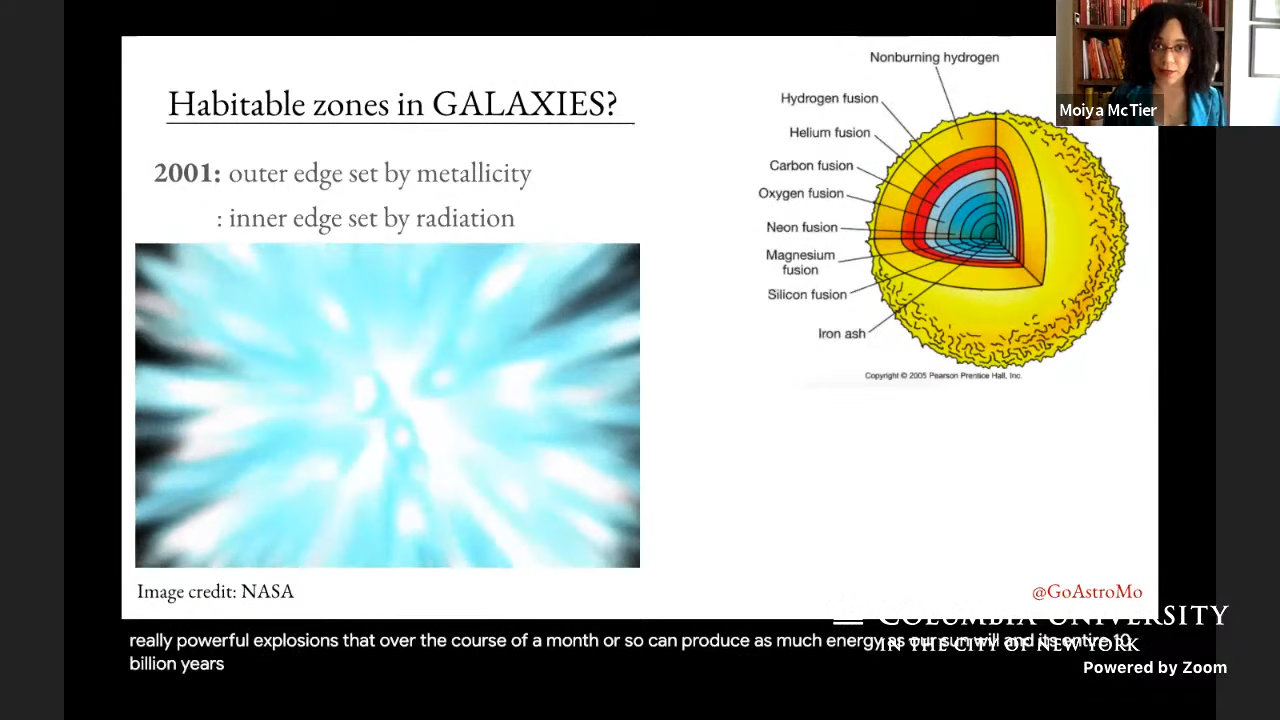 Habitable zones in GALAXIES?
2001: outer edge set by metallicity
: inner edge set by radiation
Image credit: NASA
Nonburning hydrogen
Hydrogen fusion
Helium fusion
Carbon fusion
Oxygen fusion
Neon fusion
Magnesium
fusion
Silicon fusion
Iron ash
Copyright © 2005 Pearson Prentice Hall, Inc.
Moiya McTier
@GoAstroMo
COLUMBIA UNIVERSITY
IN THE CITY OF NEW YORK
really powerful explosions that over the course of a month or so can produce as much energy as our sun will and its entire 10
billion years
Powered by Zoom